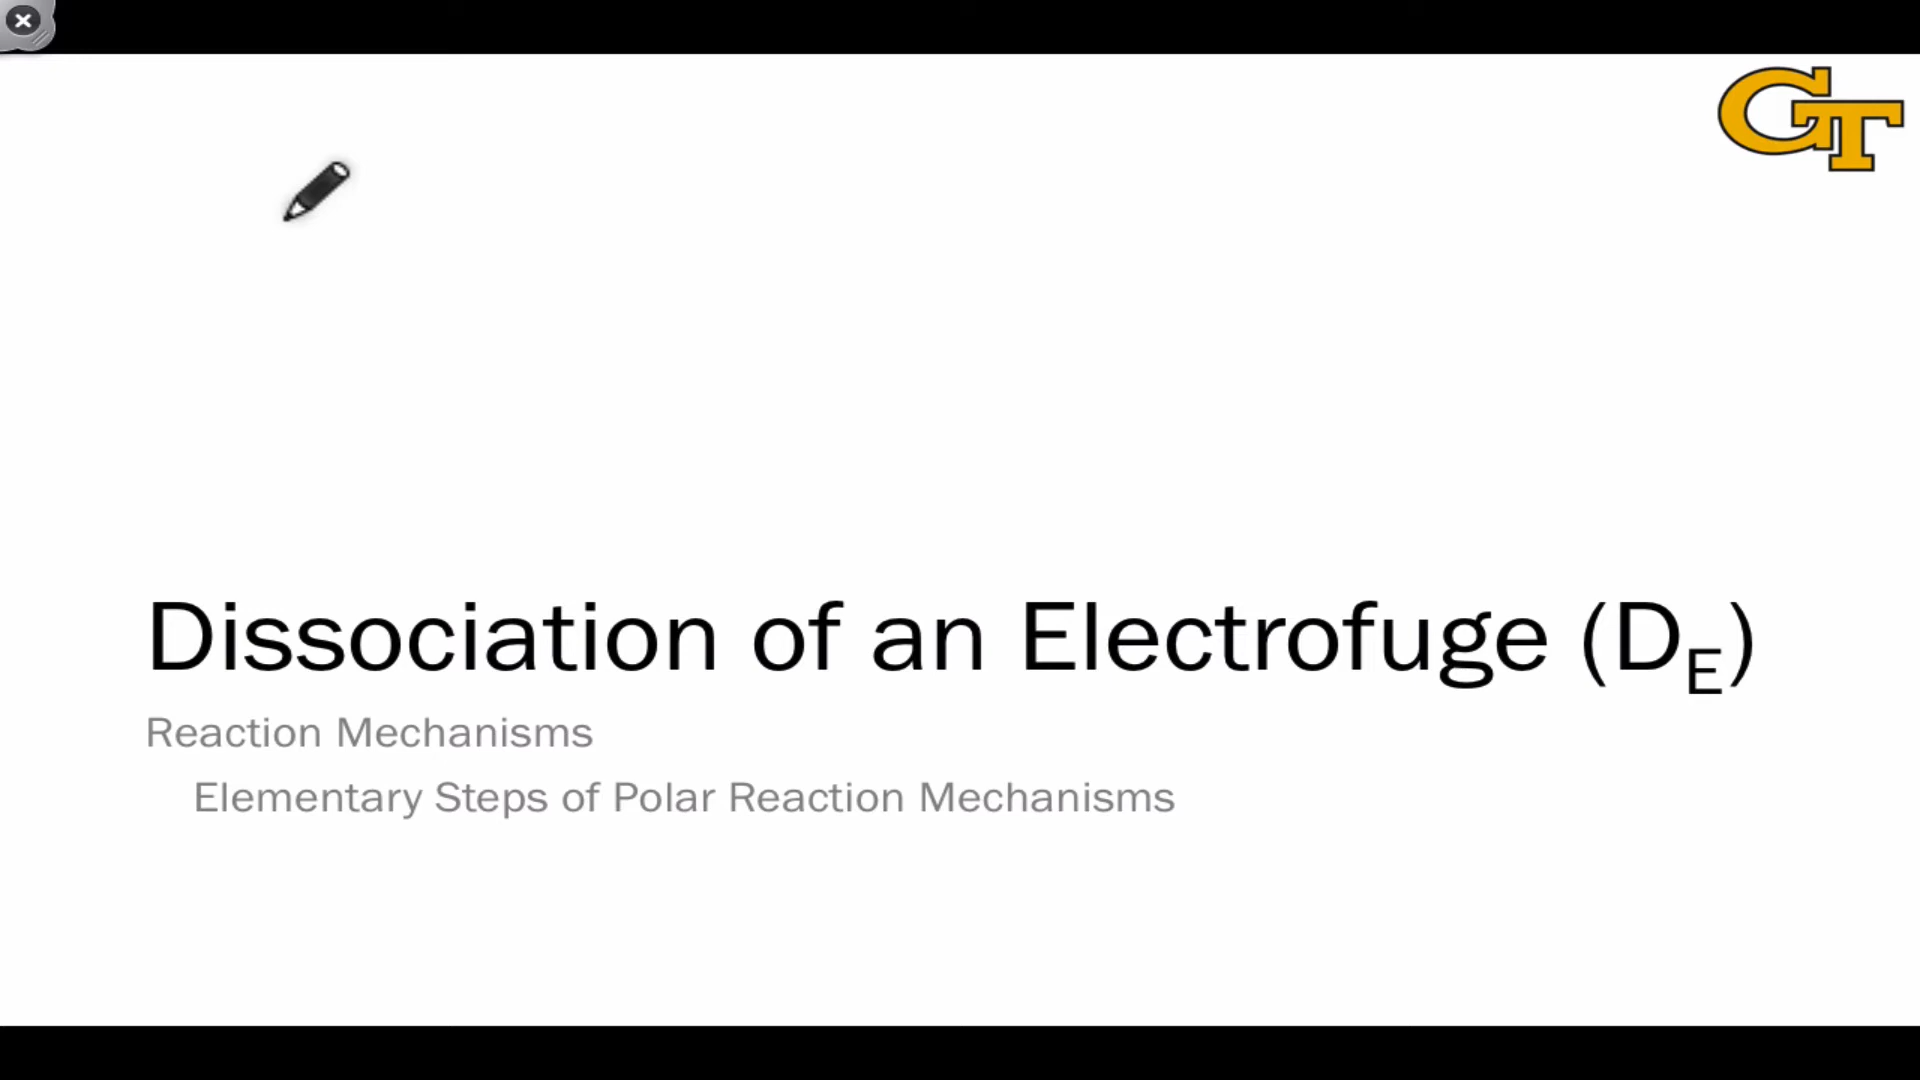 GT
Dissociation of an Electrofuge (DE)
Reaction Mechanisms
Elementary Steps of Polar Reaction Mechanisms